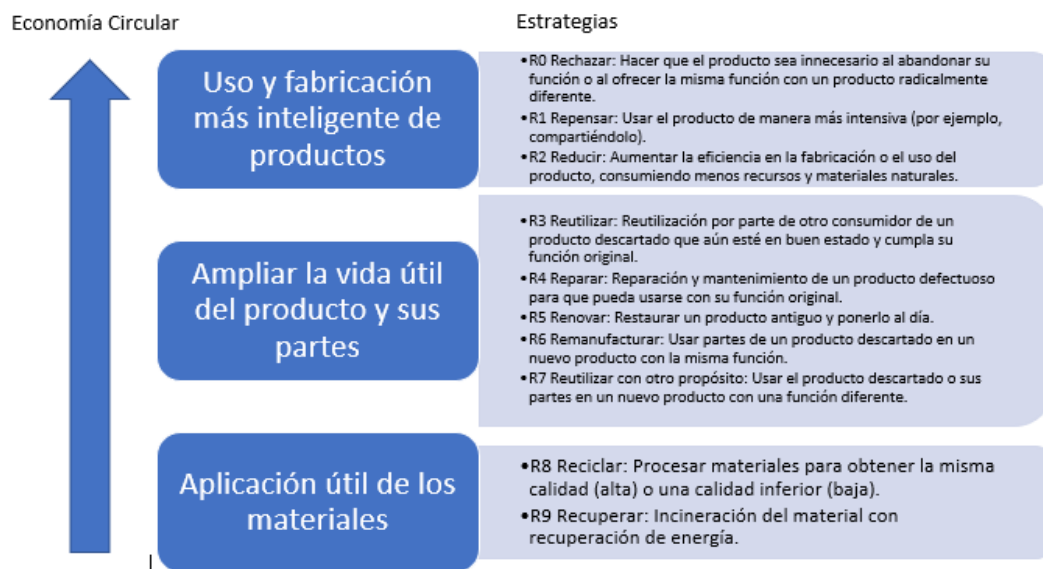 Economía Circular
Estrategias
Uso y fabricación
más inteligente de
productos
•R0 Rechazar: Hacer que el producto sea innecesario al abandonar su
función o al ofrecer la misma función con un producto radicalmente
diferente.
•R1 Repensar: Usar el producto de manera más intensiva (por ejemplo,
compartiéndolo).
•R2 Reducir: Aumentar la eficiencia en la fabricación o el uso del
producto, consumiendo menos recursos y materiales naturales.
Ampliar la vida útil
del producto y sus
partes
•R3 Reutilizar: Reutilización por parte de otro consumidor de un
producto descartado que aún esté en buen estado y cumpla su
función original.
•R4 Reparar: Reparación y mantenimiento de un producto defectuoso
para que pueda usarse con su función original.
•R5 Renovar: Restaurar un producto antiguo y ponerlo al día.
•R6 Remanufacturar: Usar partes de un producto descartado en un
nuevo producto con la misma función.
•R7 Reutilizar con otro propósito: Usar el producto descartado o sus
partes en un nuevo producto con una función diferente.
Aplicación útil de los
materiales
•R8 Reciclar: Procesar materiales para obtener la misma
calidad (alta) o una calidad inferior (baja).
•R9 Recuperar: Incineración del material con
recuperación de energía.